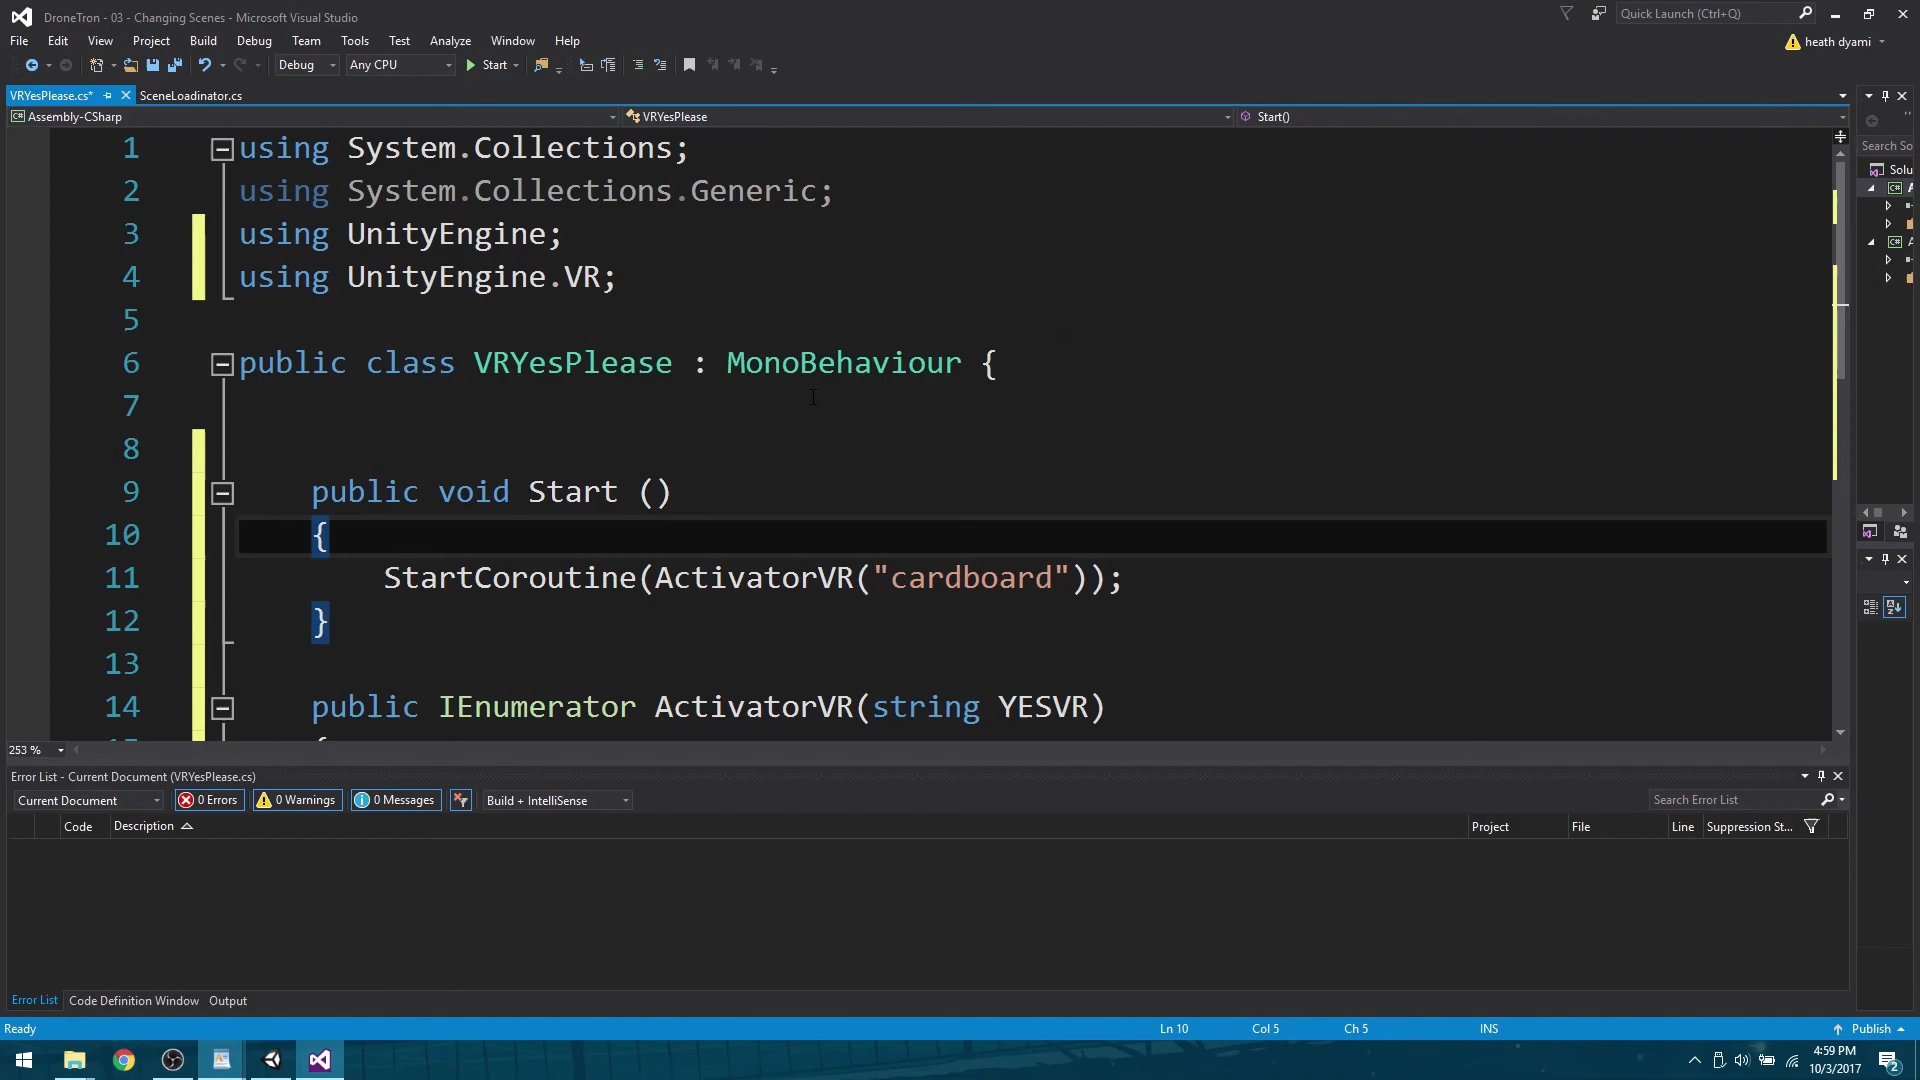 DroneTron - 03 - Changing Scenes - Microsoft Visual Studio
Quick Launch (Ctrl+Q)
File Edit View Project Build Debug Team Tools Test Analyze Window Help
heath dyami
Debug Any CPU Start
VRYesPlease.cs* SceneLoadinator.cs
Assembly-CSharp VRYesPlease Start()
1 using System.Collections;
2 using System.Collections.Generic;
3 using UnityEngine;
4 using UnityEngine.VR;
5
6 public class VRYesPlease : MonoBehaviour {
7
8
9 public void Start ()
10 {
11 StartCoroutine(ActivatorVR("cardboard"));
12 }
13
14 public IEnumerator ActivatorVR(string YESVR)
Search So
Solu
253 %
Error List - Current Document (VRYesPlease.cs)
Current Document 0 Errors 0 Warnings 0 Messages Build + IntelliSense
Search Error List
Code Description Project File Line Suppression St...
Error List Code Definition Window Output
Ready Ln 10 Col 5 Ch 5 INS Publish
4:59 PM
10/3/2017
2